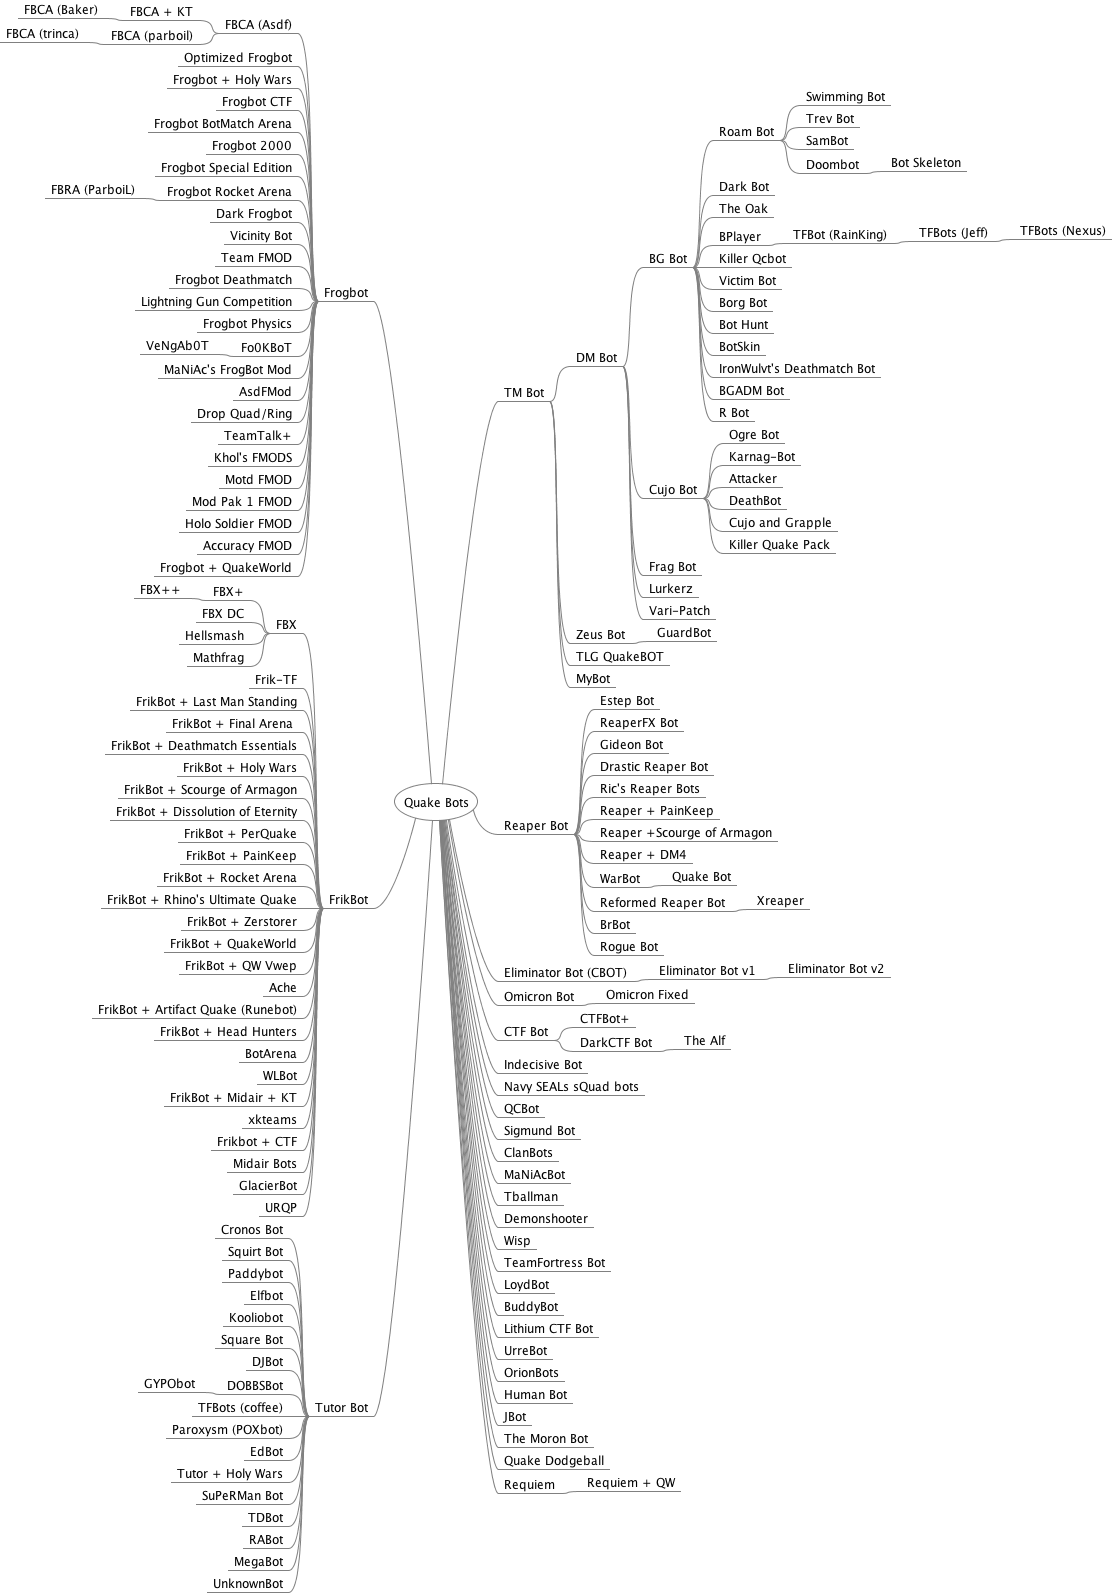 Quake Bots
Frogbot
FBCA (Asdf)
FBCA + KT
FBCA (Baker)
FBCA (parboil)
FBCA (trinca)
Optimized Frogbot
Frogbot + Holy Wars
Frogbot CTF
Frogbot BotMatch Arena
Frogbot 2000
Frogbot Special Edition
Frogbot Rocket Arena
FBRA (ParboiL)
Dark Frogbot
Vicinity Bot
Team FMOD
Frogbot Deathmatch
Lightning Gun Competition
Frogbot Physics
Fo0KBoT
VeNgAb0T
MaNiAc's FrogBot Mod
AsdFMod
Drop Quad/Ring
TeamTalk+
Khol's FMODS
Motd FMOD
Mod Pak 1 FMOD
Holo Soldier FMOD
Accuracy FMOD
Frogbot + QuakeWorld
FrikBot
FBX
FBX+
FBX++
FBX DC
Hellsmash
Mathfrag
Frik-TF
FrikBot + Last Man Standing
FrikBot + Final Arena
FrikBot + Deathmatch Essentials
FrikBot + Holy Wars
FrikBot + Scourge of Armagon
FrikBot + Dissolution of Eternity
FrikBot + PerQuake
FrikBot + PainKeep
FrikBot + Rocket Arena
FrikBot + Rhino's Ultimate Quake
FrikBot + Zerstorer
FrikBot + QuakeWorld
FrikBot + QW Vwep
Ache
FrikBot + Artifact Quake (Runebot)
FrikBot + Head Hunters
BotArena
WLBot
FrikBot + Midair + KT
xkteams
Frikbot + CTF
Midair Bots
GlacierBot
URQP
Tutor Bot
Cronos Bot
Squirt Bot
Paddybot
Elfbot
Kooliobot
Square Bot
DJBot
DOBBSBot
GYPObot
TFBots (coffee)
Paroxysm (POXbot)
EdBot
Tutor + Holy Wars
SuPeRMan Bot
TDBot
RABot
MegaBot
UnknownBot
TM Bot
DM Bot
BG Bot
Roam Bot
Swimming Bot
Trev Bot
SamBot
Doombot
Bot Skeleton
Dark Bot
The Oak
BPlayer
TFBot (RainKing)
TFBots (Jeff)
TFBots (Nexus)
Killer Qcbot
Victim Bot
Borg Bot
Bot Hunt
BotSkin
IronWulvt's Deathmatch Bot
BGADM Bot
R Bot
Cujo Bot
Ogre Bot
Karnag-Bot
Attacker
DeathBot
Cujo and Grapple
Killer Quake Pack
Frag Bot
Lurkerz
Vari-Patch
Zeus Bot
GuardBot
TLG QuakeBOT
MyBot
Reaper Bot
Estep Bot
ReaperFX Bot
Gideon Bot
Drastic Reaper Bot
Ric's Reaper Bots
Reaper + PainKeep
Reaper +Scourge of Armagon
Reaper + DM4
WarBot
Quake Bot
Reformed Reaper Bot
Xreaper
BrBot
Rogue Bot
Eliminator Bot (CBOT)
Eliminator Bot v1
Eliminator Bot v2
Omicron Bot
Omicron Fixed
CTF Bot
CTFBot+
DarkCTF Bot
The Alf
Indecisive Bot
Navy SEALs sQuad bots
QCBot
Sigmund Bot
ClanBots
MaNiAcBot
Tballman
Demonshooter
Wisp
TeamFortress Bot
LoydBot
BuddyBot
Lithium CTF Bot
UrreBot
OrionBots
Human Bot
JBot
The Moron Bot
Quake Dodgeball
Requiem
Requiem + QW